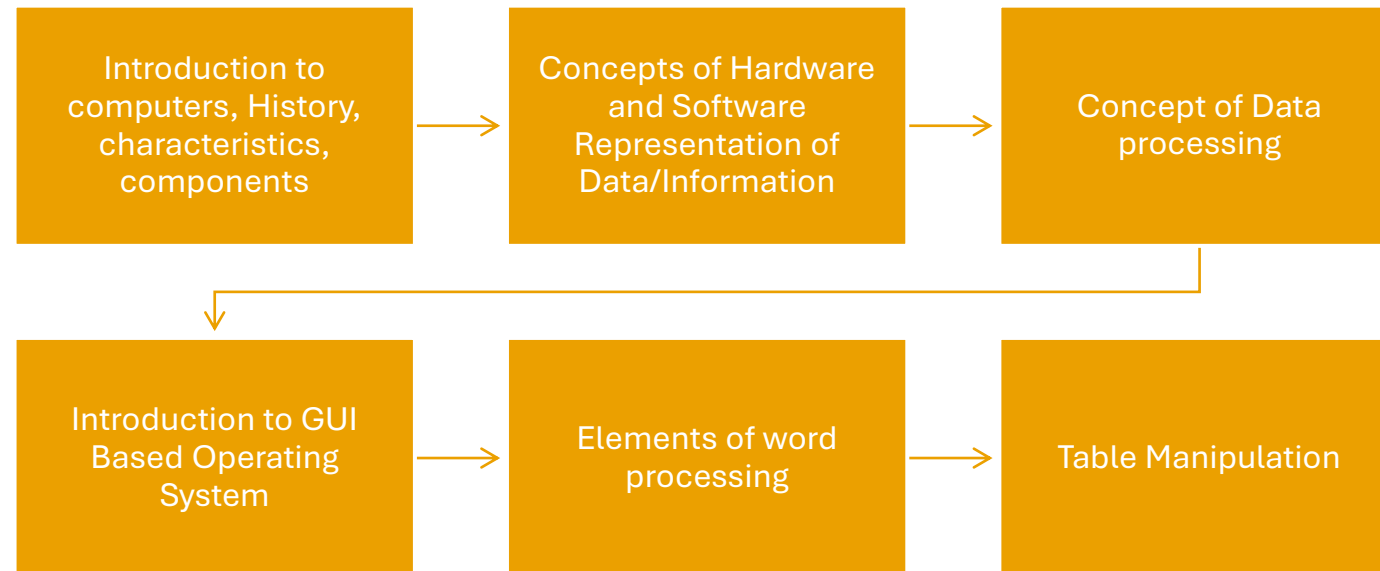 Introduction to
computers, History,
characteristics,
components
Concepts of Hardware
and Software
Representation of
Data/Information
Concept of Data
processing
Introduction to GUI
Based Operating
System
Elements of word
processing
Table Manipulation